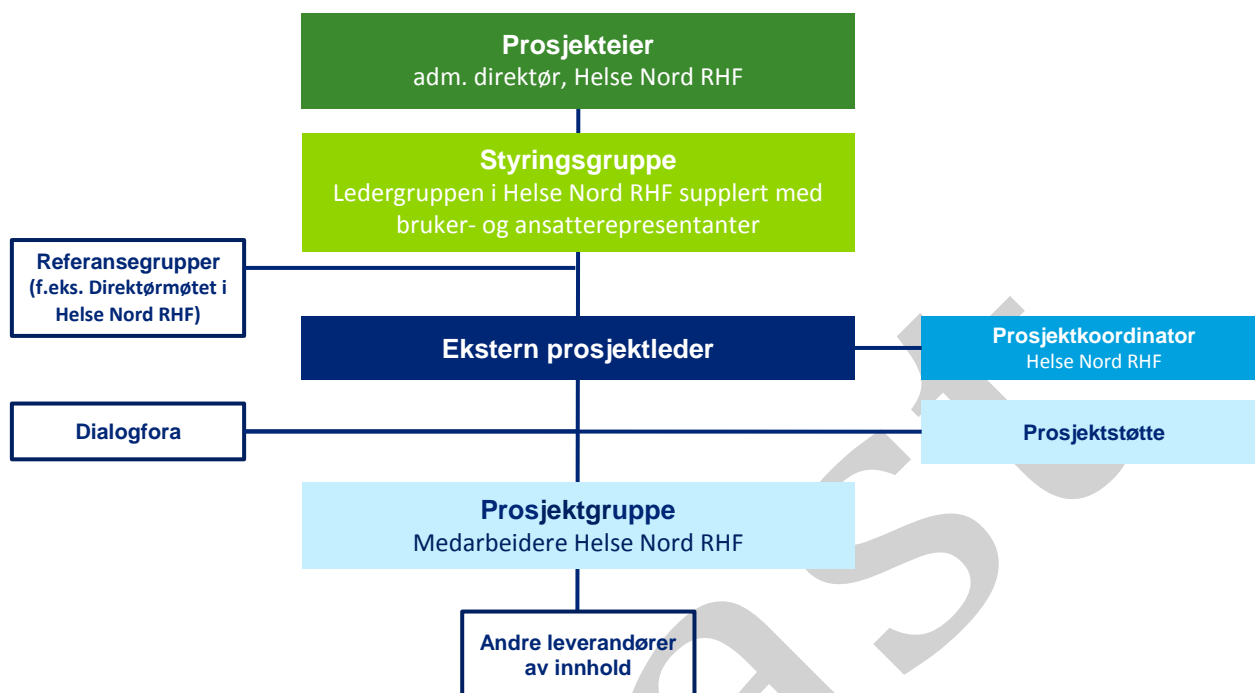 Prosjekteier
adm. direktør, Helse Nord RHF
Styringsgruppe
Ledergruppen i Helse Nord RHF supplert med
bruker- og ansatterepresentanter
Referansegrupper
(f.eks. Direktørmøtet i
Helse Nord RHF)
Ekstern prosjektleder
Prosjektkoordinator
Helse Nord RHF
Dialogfora
Prosjektstøtte
Prosjektgruppe
Medarbeidere Helse Nord RHF
Andre leverandører
av innhold